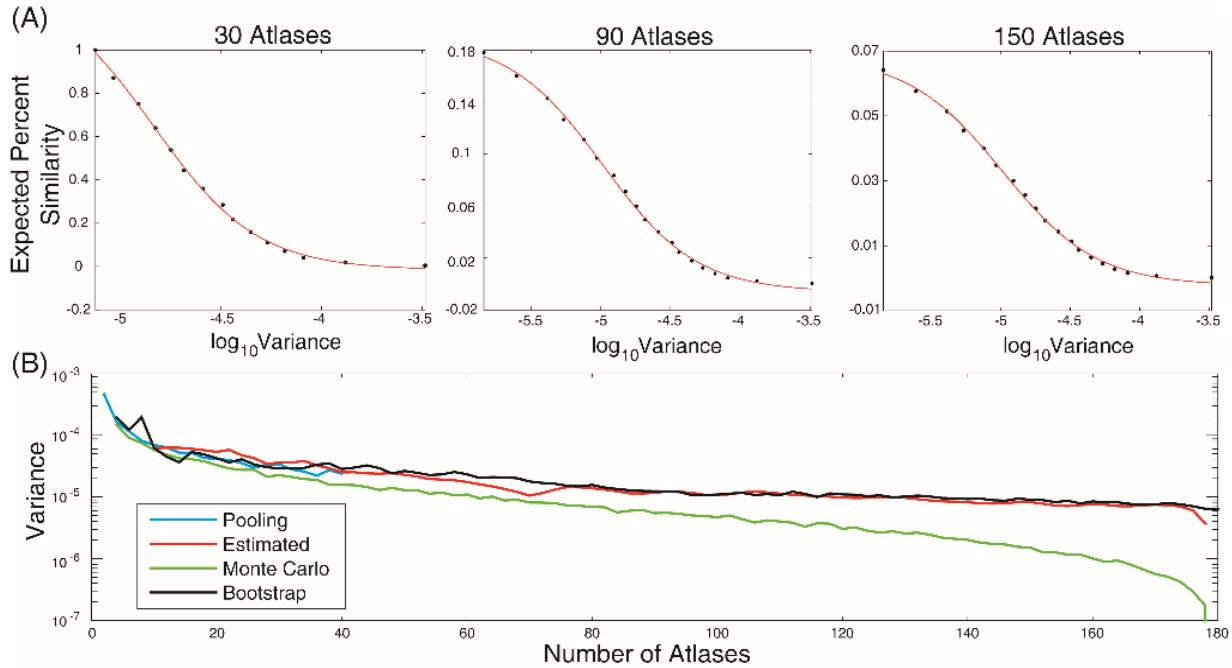 (A)
30 Atlases
90 Atlases
150 Atlases
Expected Percent
Similarity
1
0.8
0.6
0.4
0.2
0
-0.2
-5
-4.5
-4
-3.5
log10Variance
0.18
0.14
0.1
0.06
0.02
-0.02
-5.5
-5
-4.5
-4
-3.5
log10Variance
0.07
0.05
0.03
0.01
-0.01
-5.5
-5
-4.5
-4
-3.5
log10Variance
(B)
Variance
10-3
10-4
10-5
10-6
10-7
Pooling
Estimated
Monte Carlo
Bootstrap
0
20
40
60
80
100
120
140
160
180
Number of Atlases